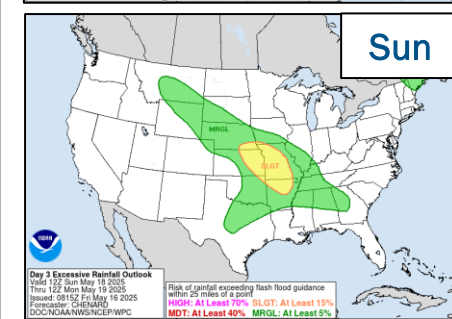 Sun
MRGL
SLGT
NOAA
Day 3 Excessive Rainfall Outlook
Valid 12Z Sun May 18 2025
Thru 12Z Mon May 19 2025
Issued: 0815Z Fri May 16 2025
Forecaster: CHENARD
DOC/NOAA/NWS/NCEP/WPC
Risk of rainfall exceeding flash flood guidance
within 25 miles of a point
HIGH: At Least 70% SLGT: At Least 15%
MDT: At Least 40% MRGL: At Least 5%